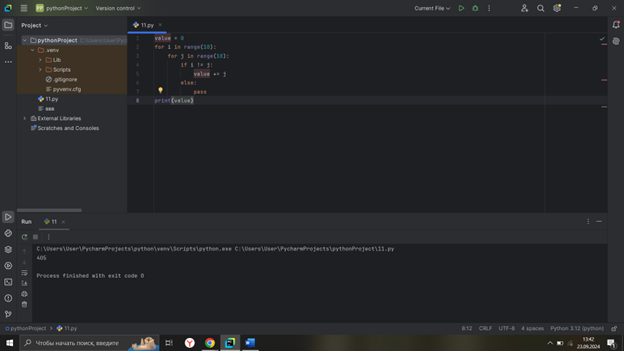 PP pythonProject Version control Current File
Project 11.py
pythonProject C:\Users\User\Pyc
.venv
Lib
Scripts
.gitignore
pyvenv.cfg
11.py
External Libraries
Scratches and Consoles
1 value = 0
2 for i in range(10):
3 for j in range(10):
4 if i != j:
5 value += j
6 else:
7 pass
8 print(value)
Run 11
C:\Users\User\PycharmProjects\python\venv\Scripts\python.exe C:\Users\User\PycharmProjects\pythonProject\11.py
405
Process finished with exit code 0
pythonProject 11.py 8:12 CRLF UTF-8 4 spaces Python 3.12 (python)
Чтобы начать поиск, введите 13:42
23.09.2024